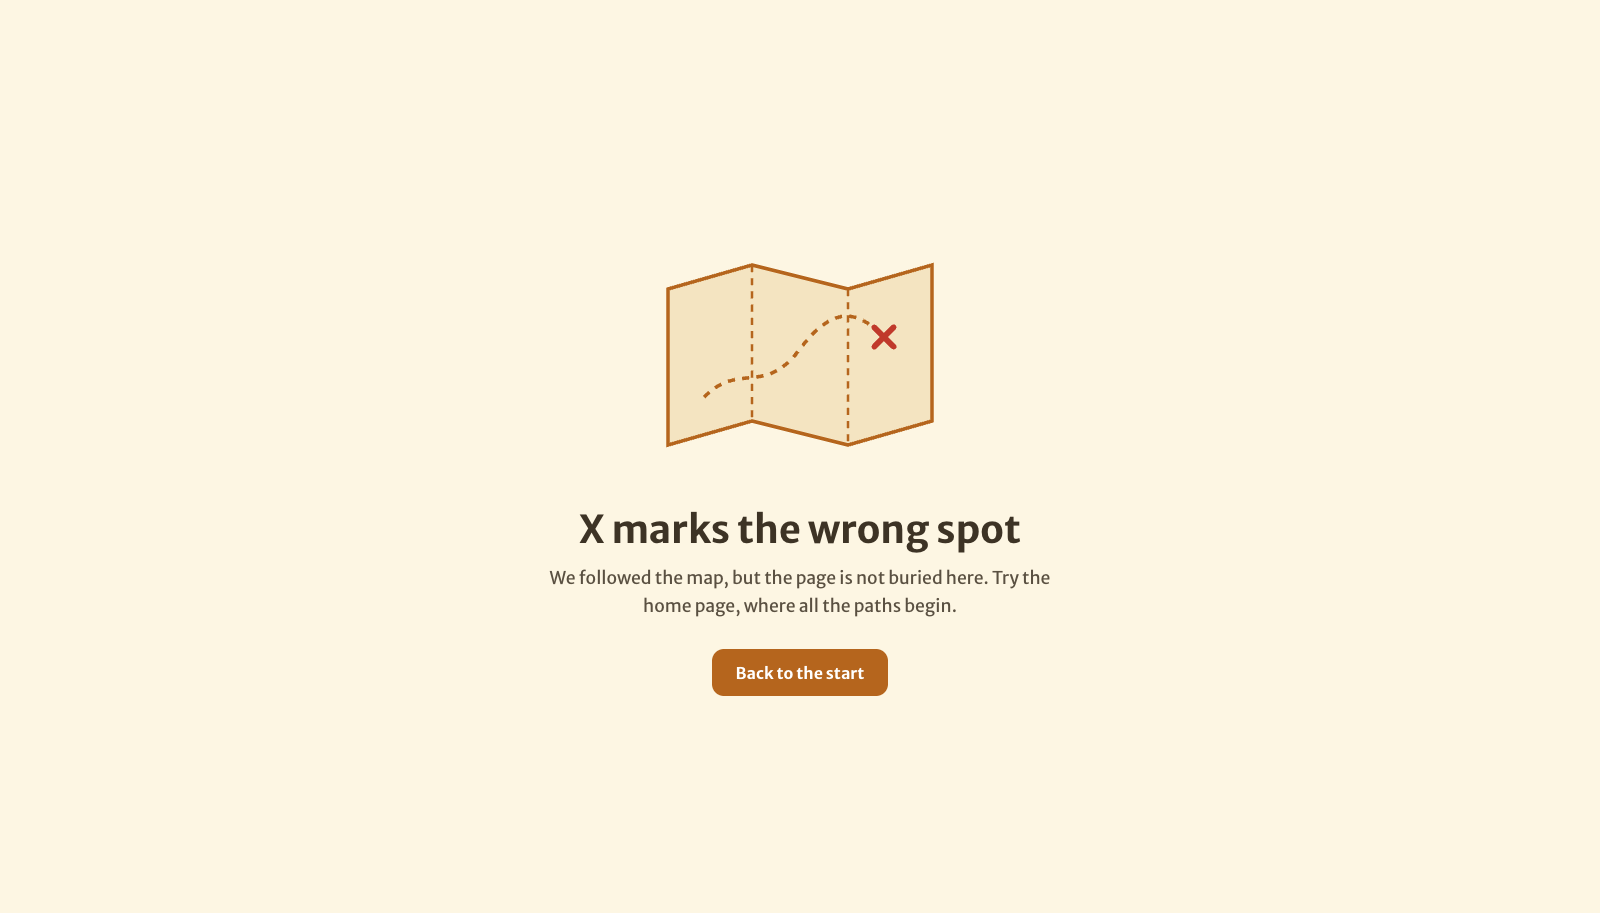 X marks the wrong spot
We followed the map, but the page is not buried here. Try the
home page, where all the paths begin.
Back to the start